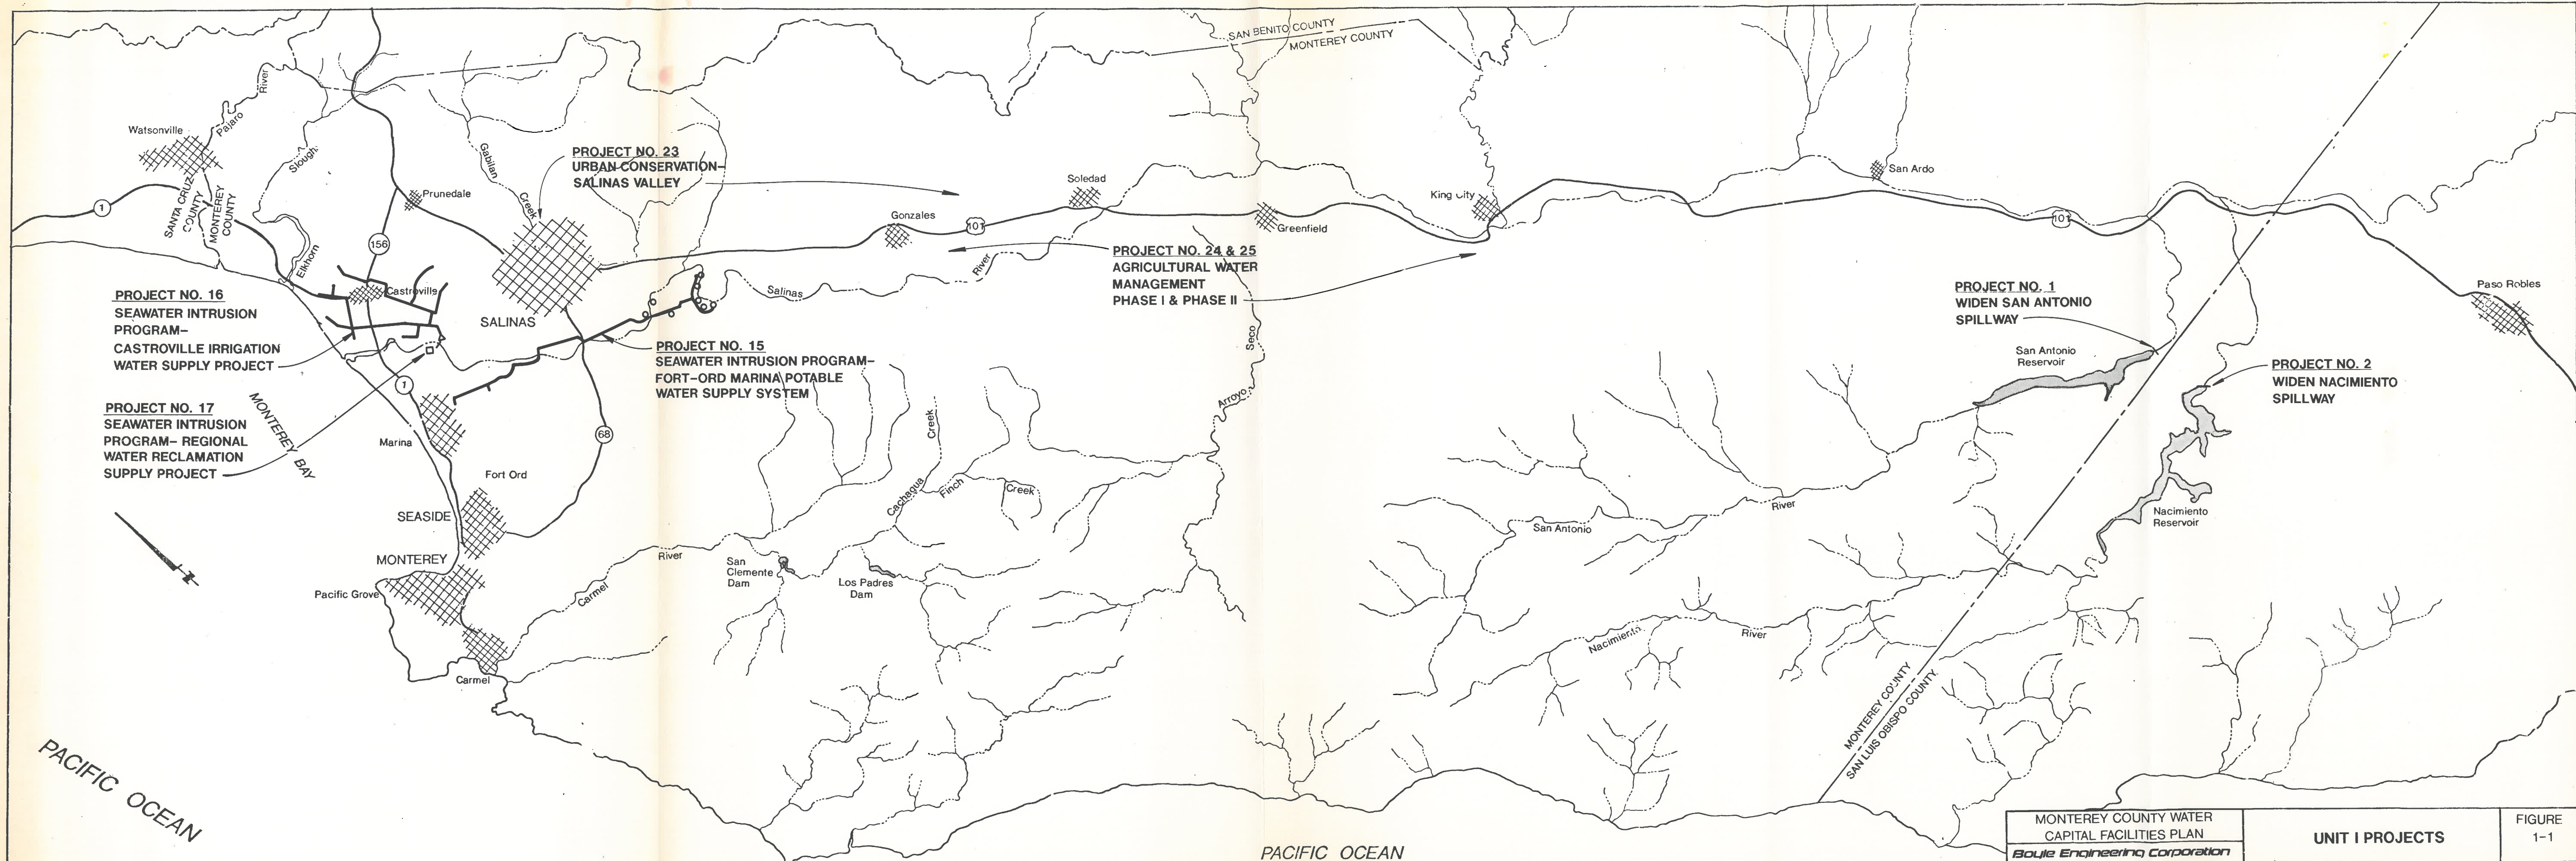 SAN BENITO COUNTY
MONTEREY COUNTY
River
Pajaro
Watsonville
Slough
Gabilan
Creek
PROJECT NO. 23
URBAN CONSERVATION-
SALINAS VALLEY
Prunedale
SANTA CRUZ
COUNTY
MONTEREY
COUNTY
1
156
Elkhorn
Castroville
SALINAS
Gonzales
101
Soledad
Greenfield
King City
San Ardo
101
Paso Robles
River
Salinas
PROJECT NO. 24 & 25
AGRICULTURAL WATER
MANAGEMENT
PHASE I & PHASE II
PROJECT NO. 16
SEAWATER INTRUSION
PROGRAM-
CASTROVILLE IRRIGATION
WATER SUPPLY PROJECT
PROJECT NO. 15
SEAWATER INTRUSION PROGRAM-
FORT-ORD MARINA POTABLE
WATER SUPPLY SYSTEM
PROJECT NO. 17
SEAWATER INTRUSION
PROGRAM- REGIONAL
WATER RECLAMATION
SUPPLY PROJECT
MONTEREY BAY
1
68
Marina
Fort Ord
SEASIDE
MONTEREY
Pacific Grove
Carmel
Carmel
River
San
Clemente
Dam
Los Padres
Dam
Cachagua
Creek
Finch
Creek
Arroyo
Seco
PROJECT NO. 1
WIDEN SAN ANTONIO
SPILLWAY
San Antonio
Reservoir
PROJECT NO. 2
WIDEN NACIMIENTO
SPILLWAY
Nacimiento
Reservoir
San Antonio
River
Nacimiento
River
MONTEREY COUNTY
SAN LUIS OBISPO COUNTY
PACIFIC OCEAN
PACIFIC OCEAN
MONTEREY COUNTY WATER
CAPITAL FACILITIES PLAN
Boyle Engineering Corporation
UNIT I PROJECTS
FIGURE
1-1